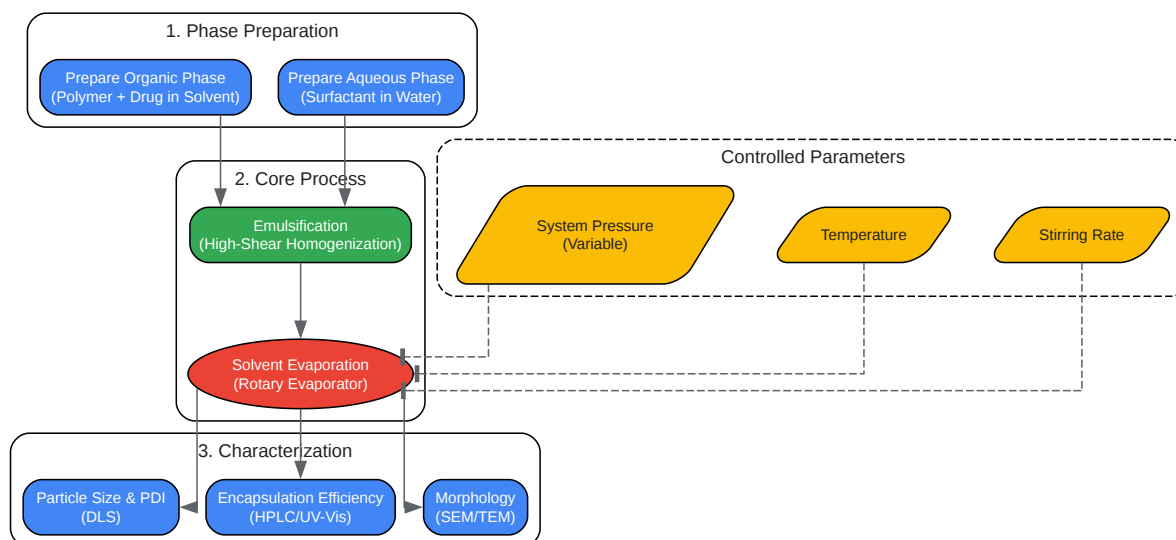 1. Phase Preparation
Prepare Organic Phase
(Polymer + Drug in Solvent)
Prepare Aqueous Phase
(Surfactant in Water)
Controlled Parameters
System Pressure
(Variable)
Temperature
Stirring Rate
2. Core Process
Emulsification
(High-Shear Homogenization)
Solvent Evaporation
(Rotary Evaporator)
3. Characterization
Particle Size & PDI
(DLS)
Encapsulation Efficiency
(HPLC/UV-Vis)
Morphology
(SEM/TEM)